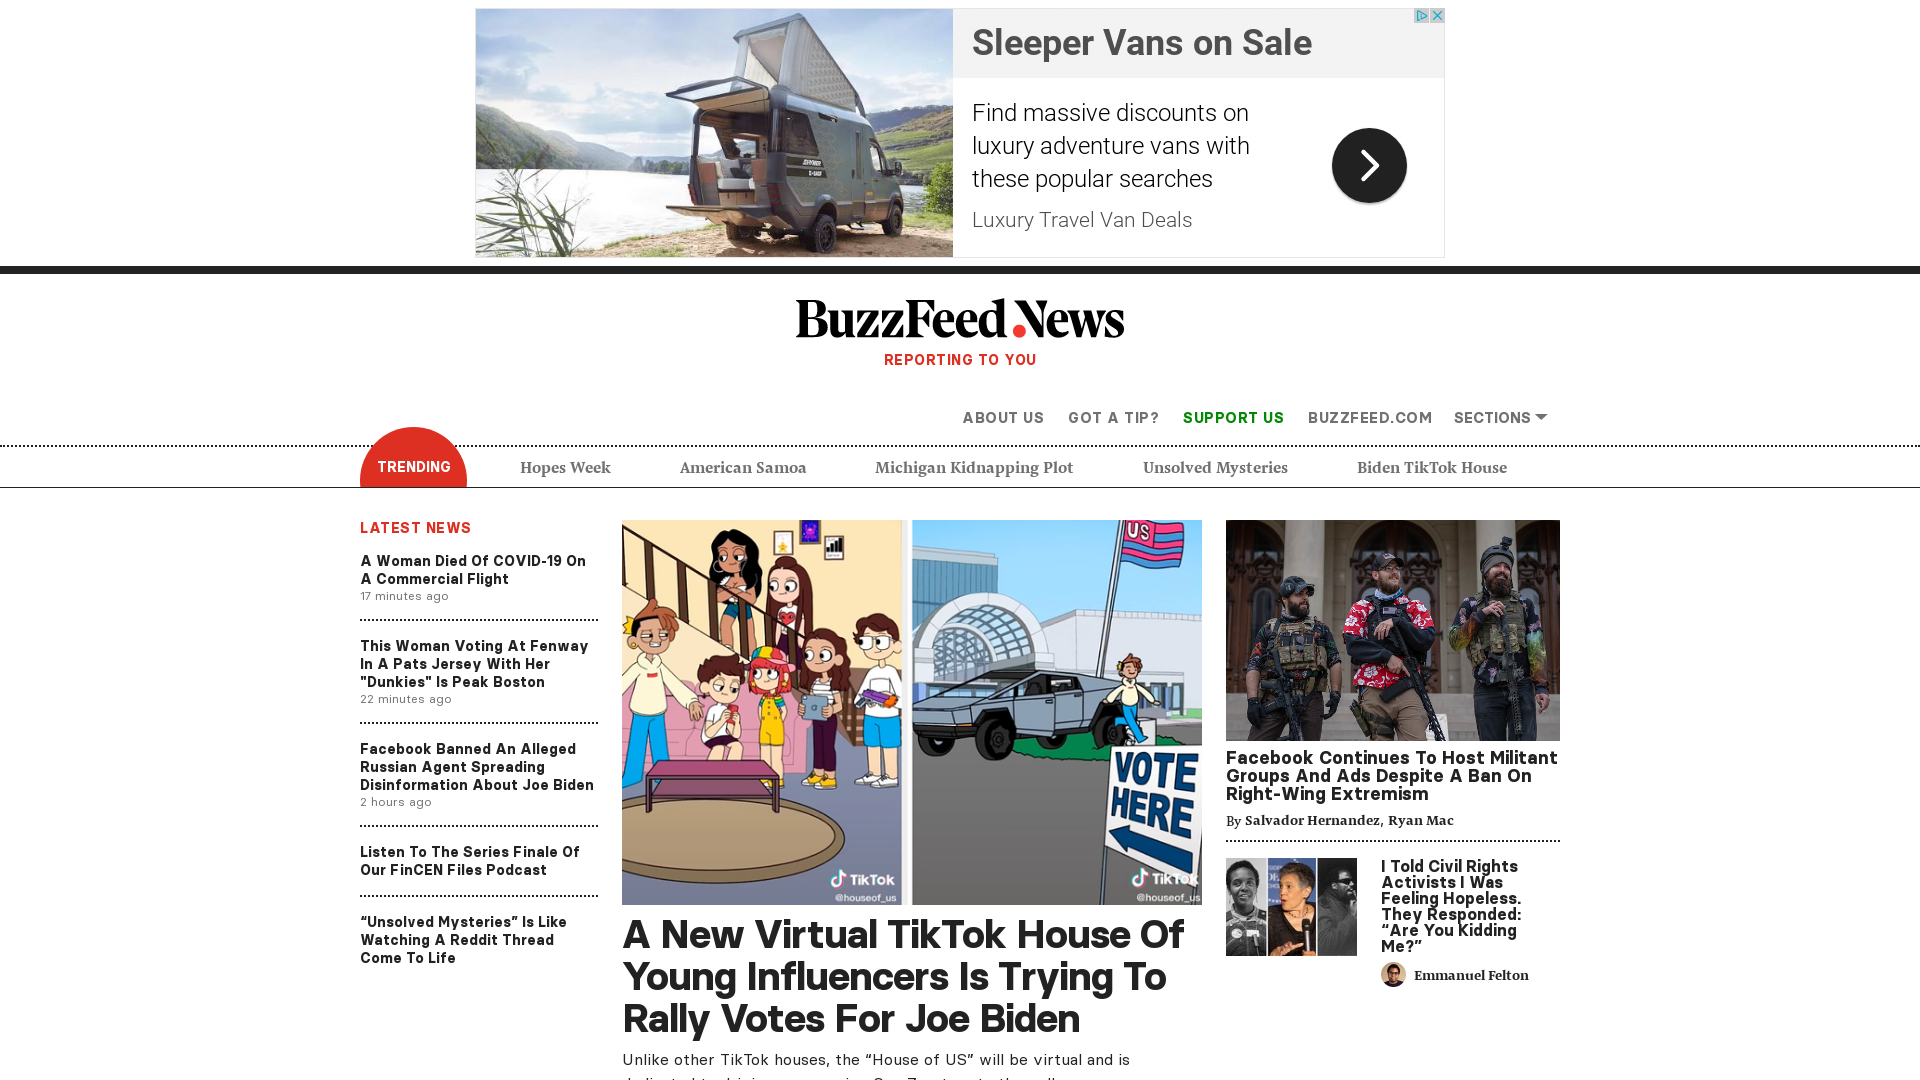 Sleeper Vans on Sale
Find massive discounts on
luxury adventure vans with
these popular searches
Luxury Travel Van Deals
BuzzFeed News
REPORTING TO YOU
ABOUT US
GOT A TIP?
SUPPORT US
BUZZFEED.COM
SECTIONS
TRENDING
Hopes Week
American Samoa
Michigan Kidnapping Plot
Unsolved Mysteries
Biden TikTok House
LATEST NEWS
A Woman Died Of COVID-19 On
A Commercial Flight
17 minutes ago
This Woman Voting At Fenway
In A Pats Jersey With Her
"Dunkies" Is Peak Boston
22 minutes ago
Facebook Banned An Alleged
Russian Agent Spreading
Disinformation About Joe Biden
2 hours ago
Listen To The Series Finale Of
Our FinCEN Files Podcast
“Unsolved Mysteries” Is Like
Watching A Reddit Thread
Come To Life
US
VOTE
HERE
TikTok
@houseof_us
TikTok
@houseof_us
A New Virtual TikTok House Of
Young Influencers Is Trying To
Rally Votes For Joe Biden
Unlike other TikTok houses, the “House of US” will be virtual and is
Facebook Continues To Host Militant
Groups And Ads Despite A Ban On
Right-Wing Extremism
By Salvador Hernandez, Ryan Mac
I Told Civil Rights
Activists I Was
Feeling Hopeless.
They Responded:
“Are You Kidding
Me?”
Emmanuel Felton